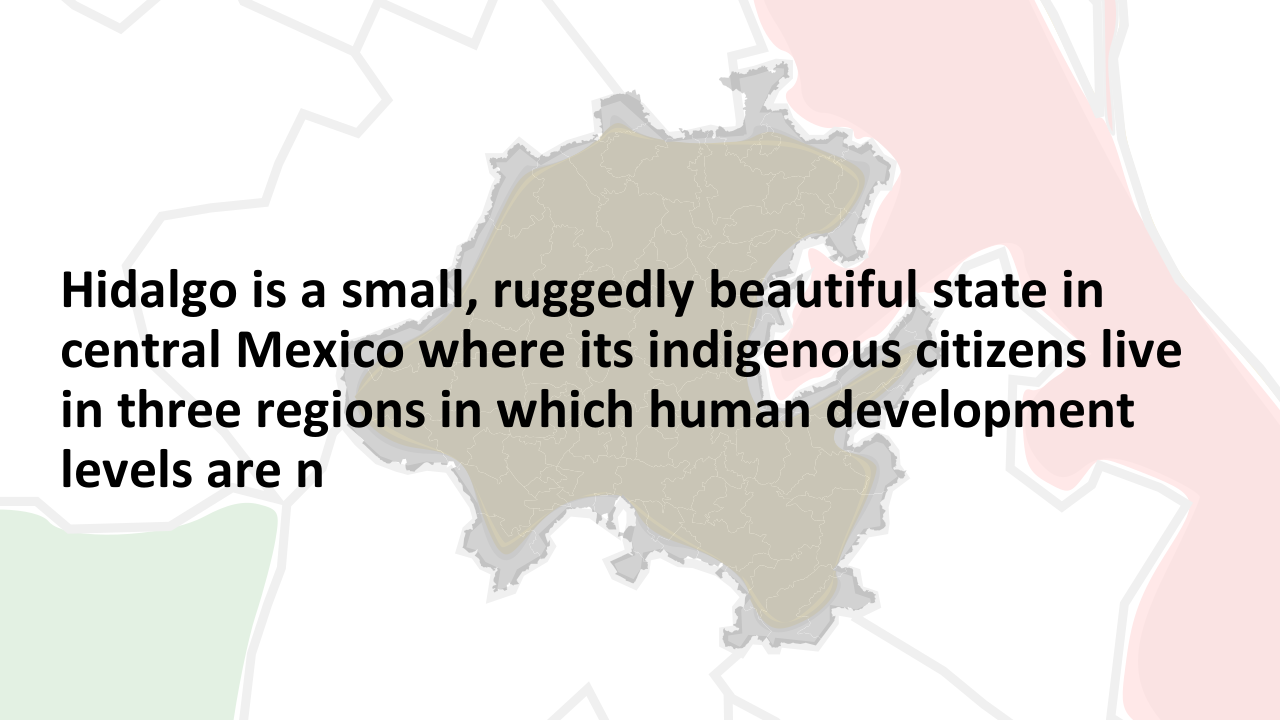 Hidalgo is a small, ruggedly beautiful state in
central Mexico where its indigenous citizens live
in three regions in which human development
levels are n